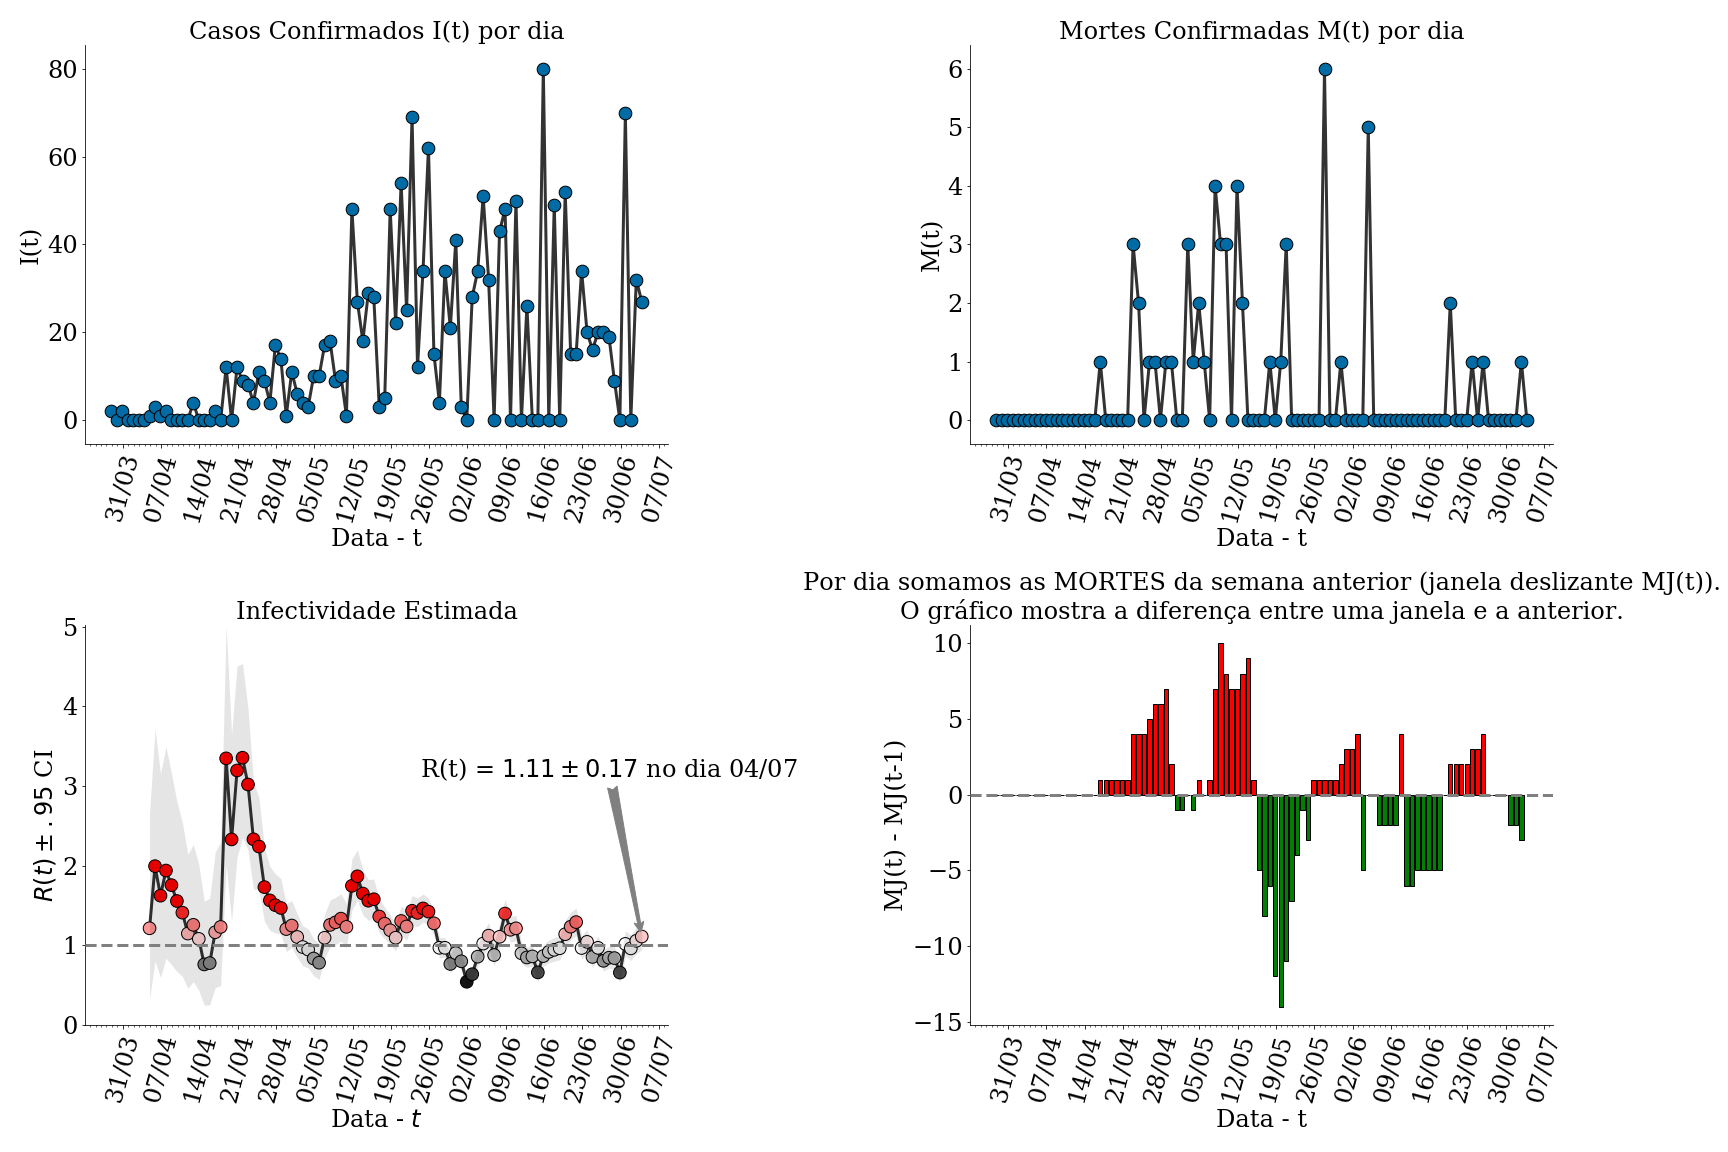 Casos Confirmados I(t) por dia
80
60
40
20
0
I(t)
31/03 07/04 14/04 21/04 28/04 05/05 12/05 19/05 26/05 02/06 09/06 16/06 23/06 30/06 07/07
Data - t
Mortes Confirmadas M(t) por dia
6
5
4
3
2
1
0
M(t)
31/03 07/04 14/04 21/04 28/04 05/05 12/05 19/05 26/05 02/06 09/06 16/06 23/06 30/06 07/07
Data - t
Infectividade Estimada
5
4
3
2
1
0
R(t) ± .95 CI
R(t) = 1.11 ± 0.17 no dia 04/07
31/03 07/04 14/04 21/04 28/04 05/05 12/05 19/05 26/05 02/06 09/06 16/06 23/06 30/06 07/07
Data - t
Por dia somamos as MORTES da semana anterior (janela deslizante MJ(t)).
O gráfico mostra a diferença entre uma janela e a anterior.
10
5
0
−5
−10
−15
MJ(t) - MJ(t-1)
31/03 07/04 14/04 21/04 28/04 05/05 12/05 19/05 26/05 02/06 09/06 16/06 23/06 30/06 07/07
Data - t